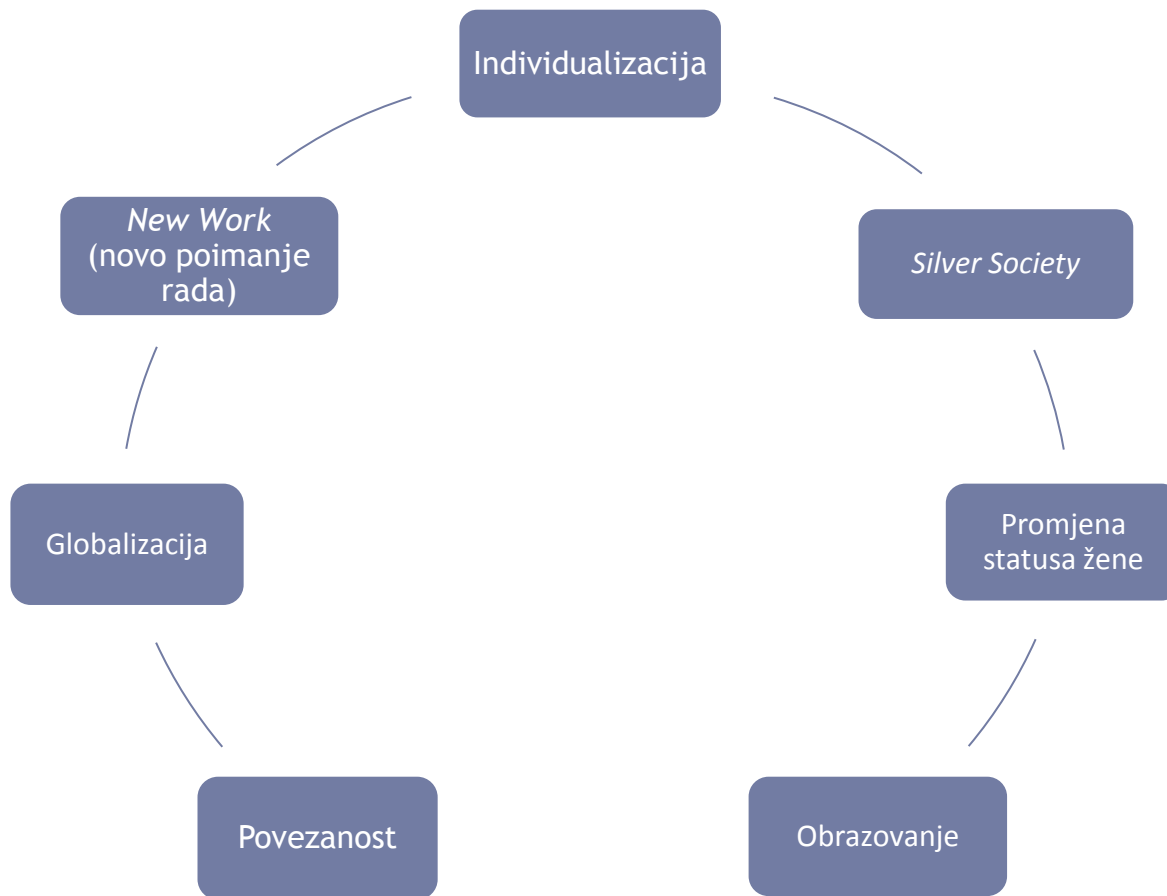 Individualizacija
New Work
(novo poimanje
rada)
Silver Society
Globalizacija
Promjena
statusa žene
Povezanost
Obrazovanje